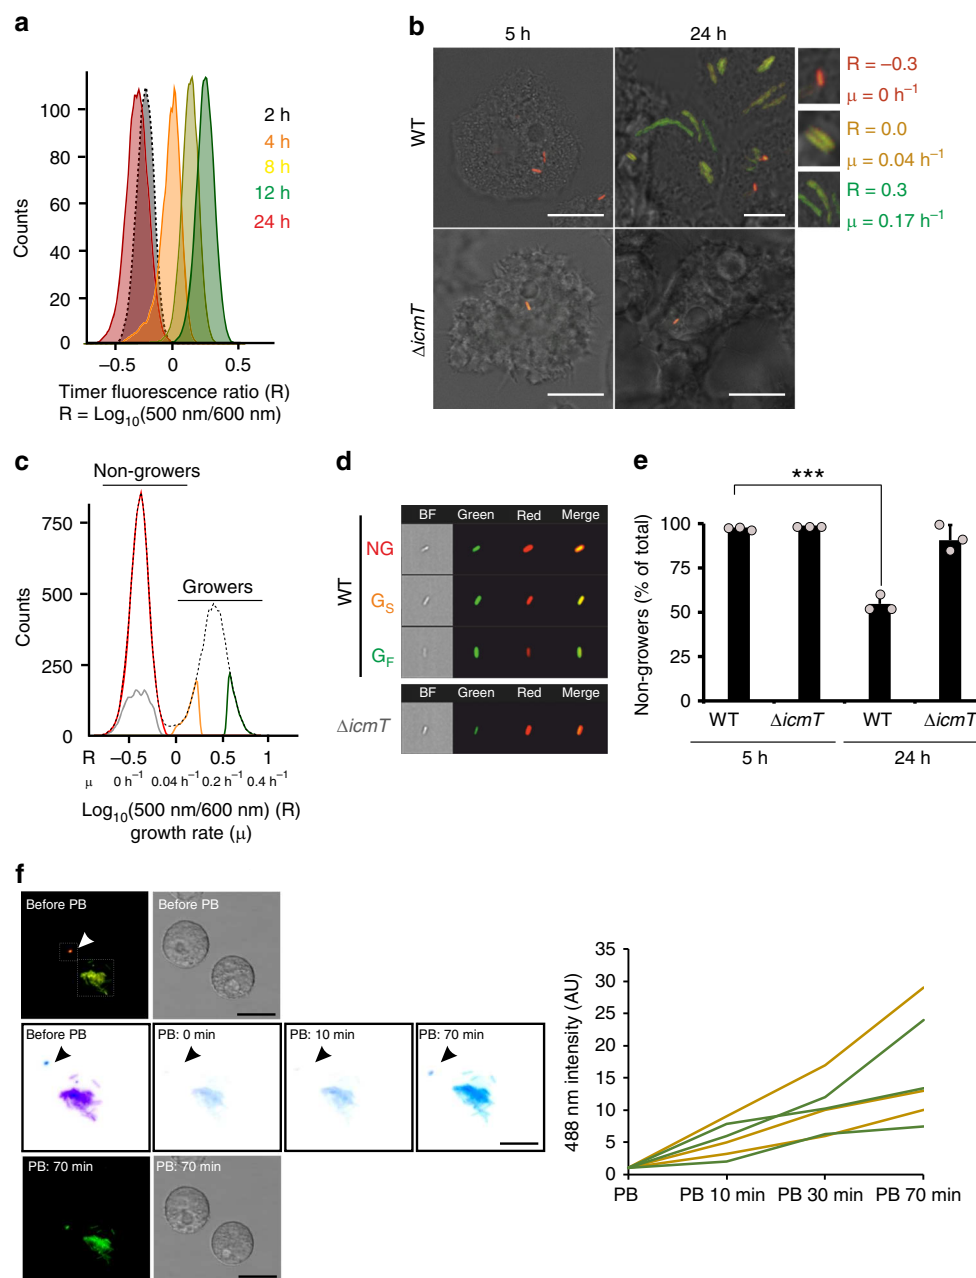 a
120
100
80
60
40
20
0
Counts
2 h
4 h
8 h
12 h
24 h
–0.5 0 0.5
Timer fluorescence ratio (R)
R = Log10(500 nm/600 nm)
b
5 h 24 h
WT
ΔicmT
R = –0.3
μ = 0 h–1
R = 0.0
μ = 0.04 h–1
R = 0.3
μ = 0.17 h–1
c
Non-growers
Growers
750
500
250
0
Counts
R –0.5 0 0.5 1
μ 0 h–1 0.04 h–1 0.2 h–1 0.4 h–1
Log10(500 nm/600 nm) (R)
growth rate (μ)
d
BF Green Red Merge
WT
NG
GS
GF
BF Green Red Merge
ΔicmT
e
***
100
75
50
25
0
Non-growers (% of total)
WT ΔicmT WT ΔicmT
5 h 24 h
f
Before PB
Before PB
Before PB
PB: 0 min
PB: 10 min
PB: 70 min
PB: 70 min
PB: 70 min
35
30
25
20
15
10
5
0
488 nm intensity (AU)
PB PB 10 min PB 30 min PB 70 min